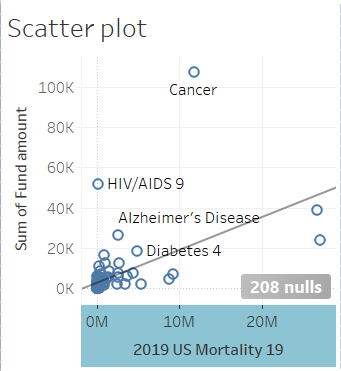 Scatter plot
Sum of Fund amount
100K
80K
60K
40K
20K
0K
Cancer
HIV/AIDS 9
Alzheimer's Disease
Diabetes 4
208 nulls
0M
10M
20M
2019 US Mortality 19